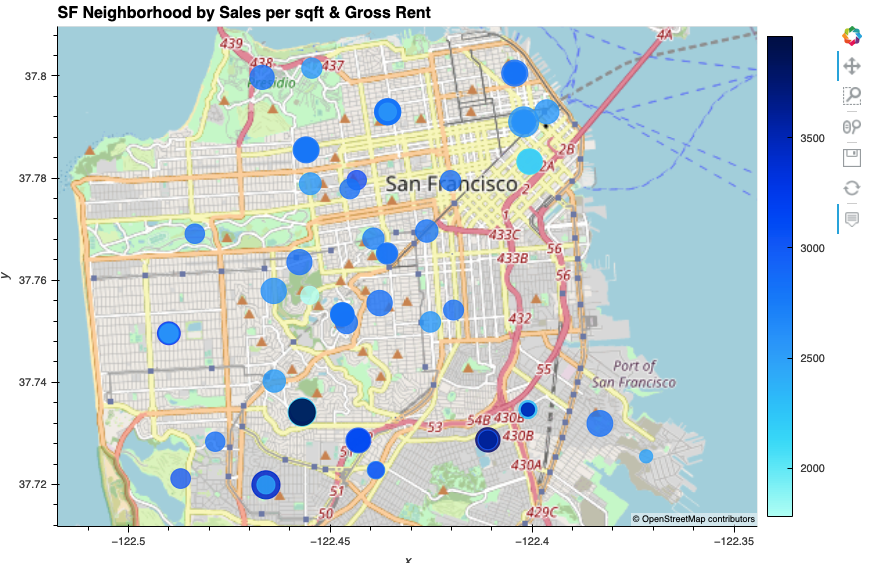 SF Neighborhood by Sales per sqft & Gross Rent
439
4A
438
437
37.8
Presidio
3500
2B
2A
37.78
San Francisco
2
1
433C
56
433B
3000
y
37.76
56
432
2500
55
Port of
San Francisco
37.74
54B
430B
53
430B
51
430A
2000
37.72
51
50
429C
© OpenStreetMap contributors
−122.5
−122.45
−122.4
−122.35
x